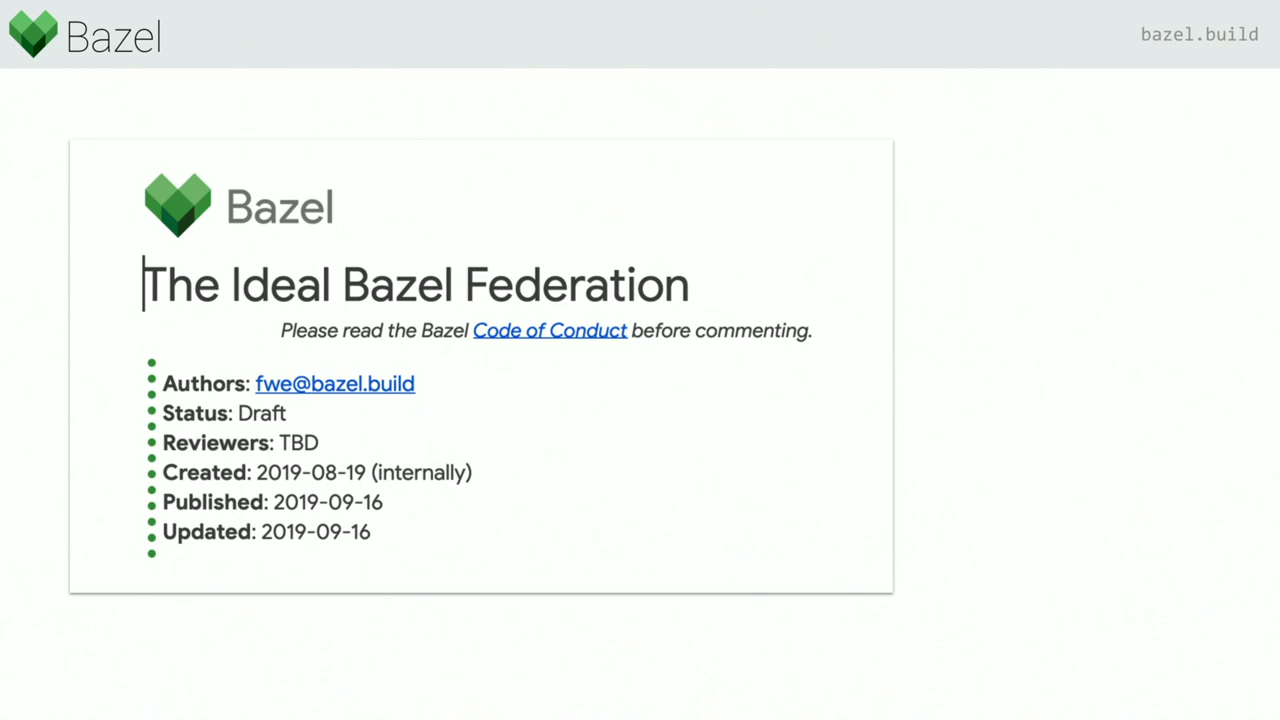 Bazel
bazel.build
Bazel
The Ideal Bazel Federation
Please read the Bazel Code of Conduct before commenting.
Authors: fwe@bazel.build
Status: Draft
Reviewers: TBD
Created: 2019-08-19 (internally)
Published: 2019-09-16
Updated: 2019-09-16